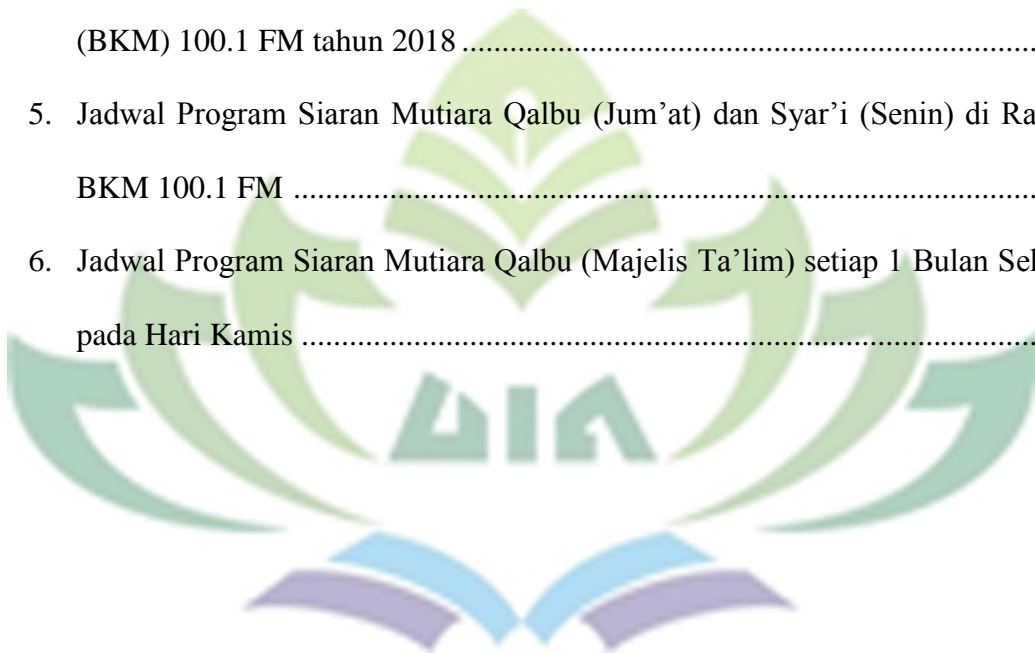 (BKM) 100.1 FM tahun 2018 ........................................................................
5. Jadwal Program Siaran Mutiara Qalbu (Jum’at) dan Syar’i (Senin) di Ra
BKM 100.1 FM ...............................................................................................
6. Jadwal Program Siaran Mutiara Qalbu (Majelis Ta’lim) setiap 1 Bulan Sek
pada Hari Kamis ..............................................................................................
UIN